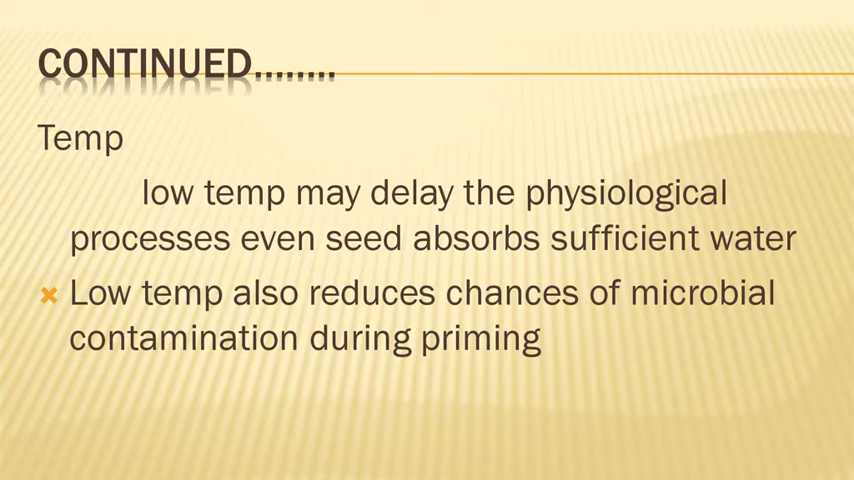 CONTINUED........
Temp
low temp may delay the physiological
processes even seed absorbs sufficient water
Low temp also reduces chances of microbial
contamination during priming